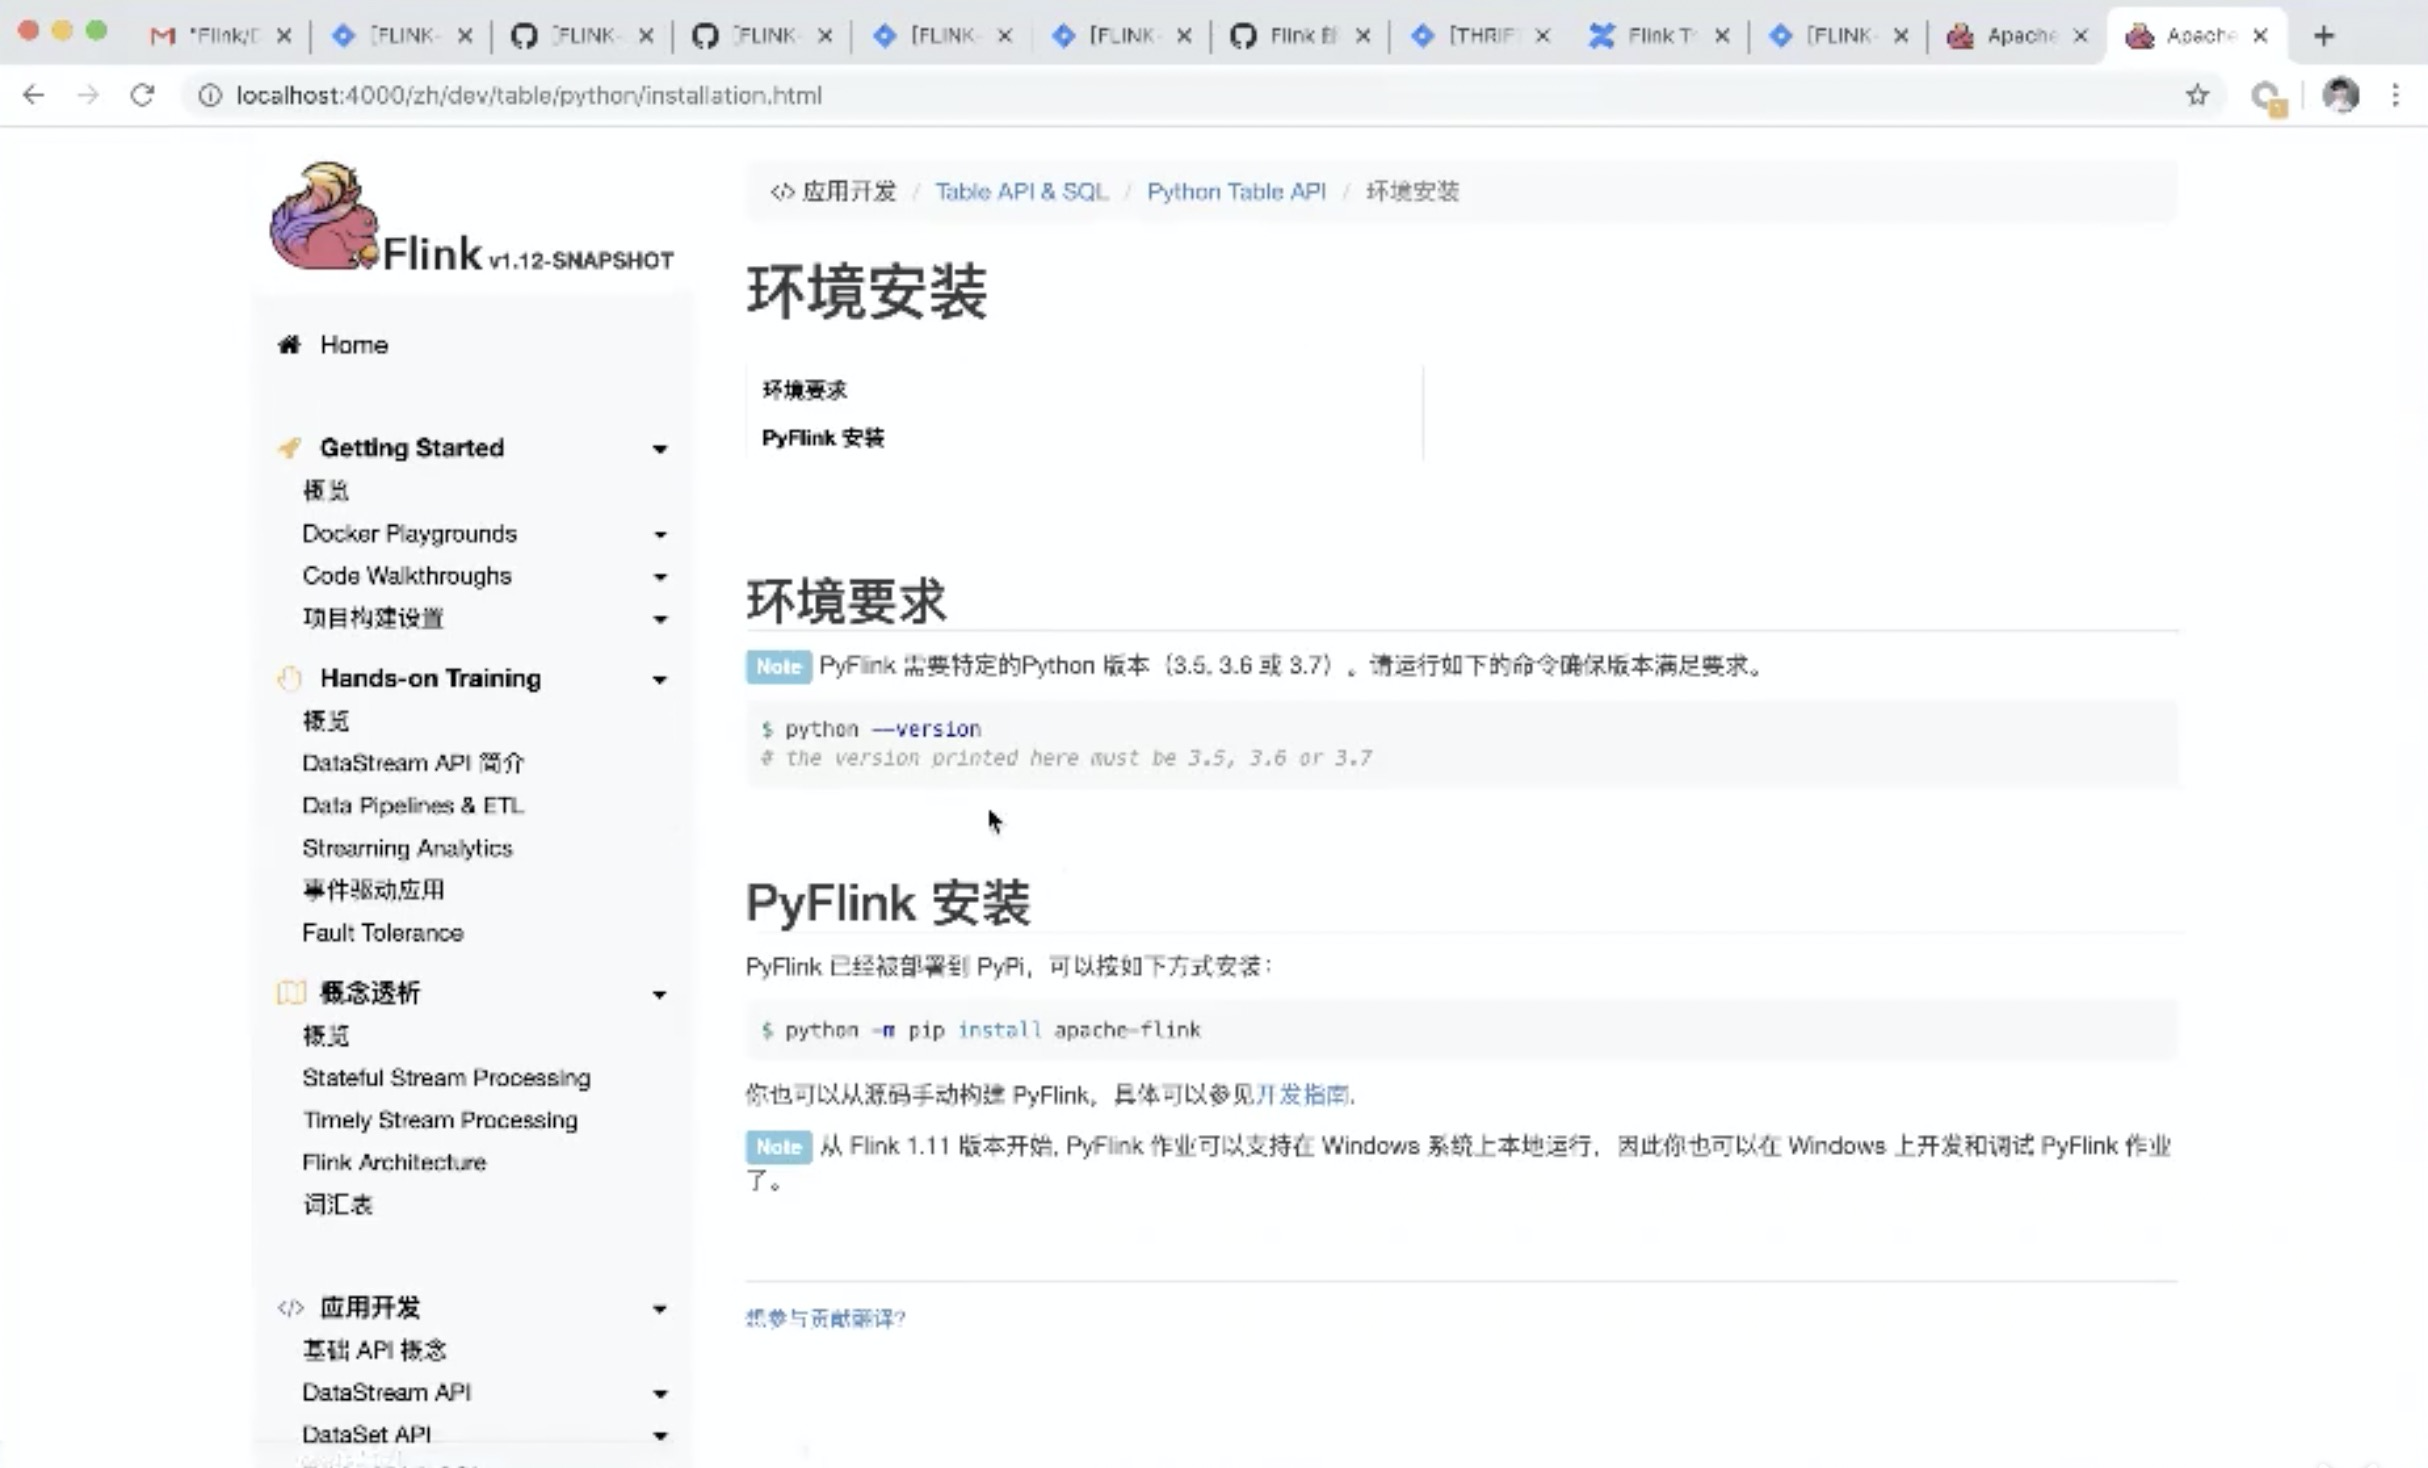 "Flink/D
[FLINK-
[FLINK-
[FLINK-
[FLINK-
[FLINK-
Flink
[THRIF
Flink T
[FLINK-
Apache
Apache
localhost:4000/zh/dev/table/python/installation.html
Flink v1.12-SNAPSHOT
Home
Getting Started
概览
Docker Playgrounds
Code Walkthroughs
项目构建设置
Hands-on Training
概览
DataStream API 简介
Data Pipelines & ETL
Streaming Analytics
事件驱动应用
Fault Tolerance
概念透析
概览
Stateful Stream Processing
Timely Stream Processing
Flink Architecture
词汇表
</> 应用开发
基础 API 概念
DataStream API
DataSet API
</> 应用开发 / Table API & SQL / Python Table API / 环境安装
环境安装
环境要求
PyFlink 安装
环境要求
Note PyFlink 需要特定的Python 版本（3.5, 3.6 或 3.7）。请运行如下的命令确保版本满足要求。
$ python --version
# the version printed here must be 3.5, 3.6 or 3.7
PyFlink 安装
PyFlink 已经被部署到 PyPi，可以按如下方式安装：
$ python -m pip install apache-flink
你也可以从源码手动构建 PyFlink，具体可以参见开发指南.
Note 从 Flink 1.11 版本开始, PyFlink 作业可以支持在 Windows 系统上本地运行，因此你也可以在 Windows 上开发和调试 PyFlink 作业
了。
想参与贡献翻译?